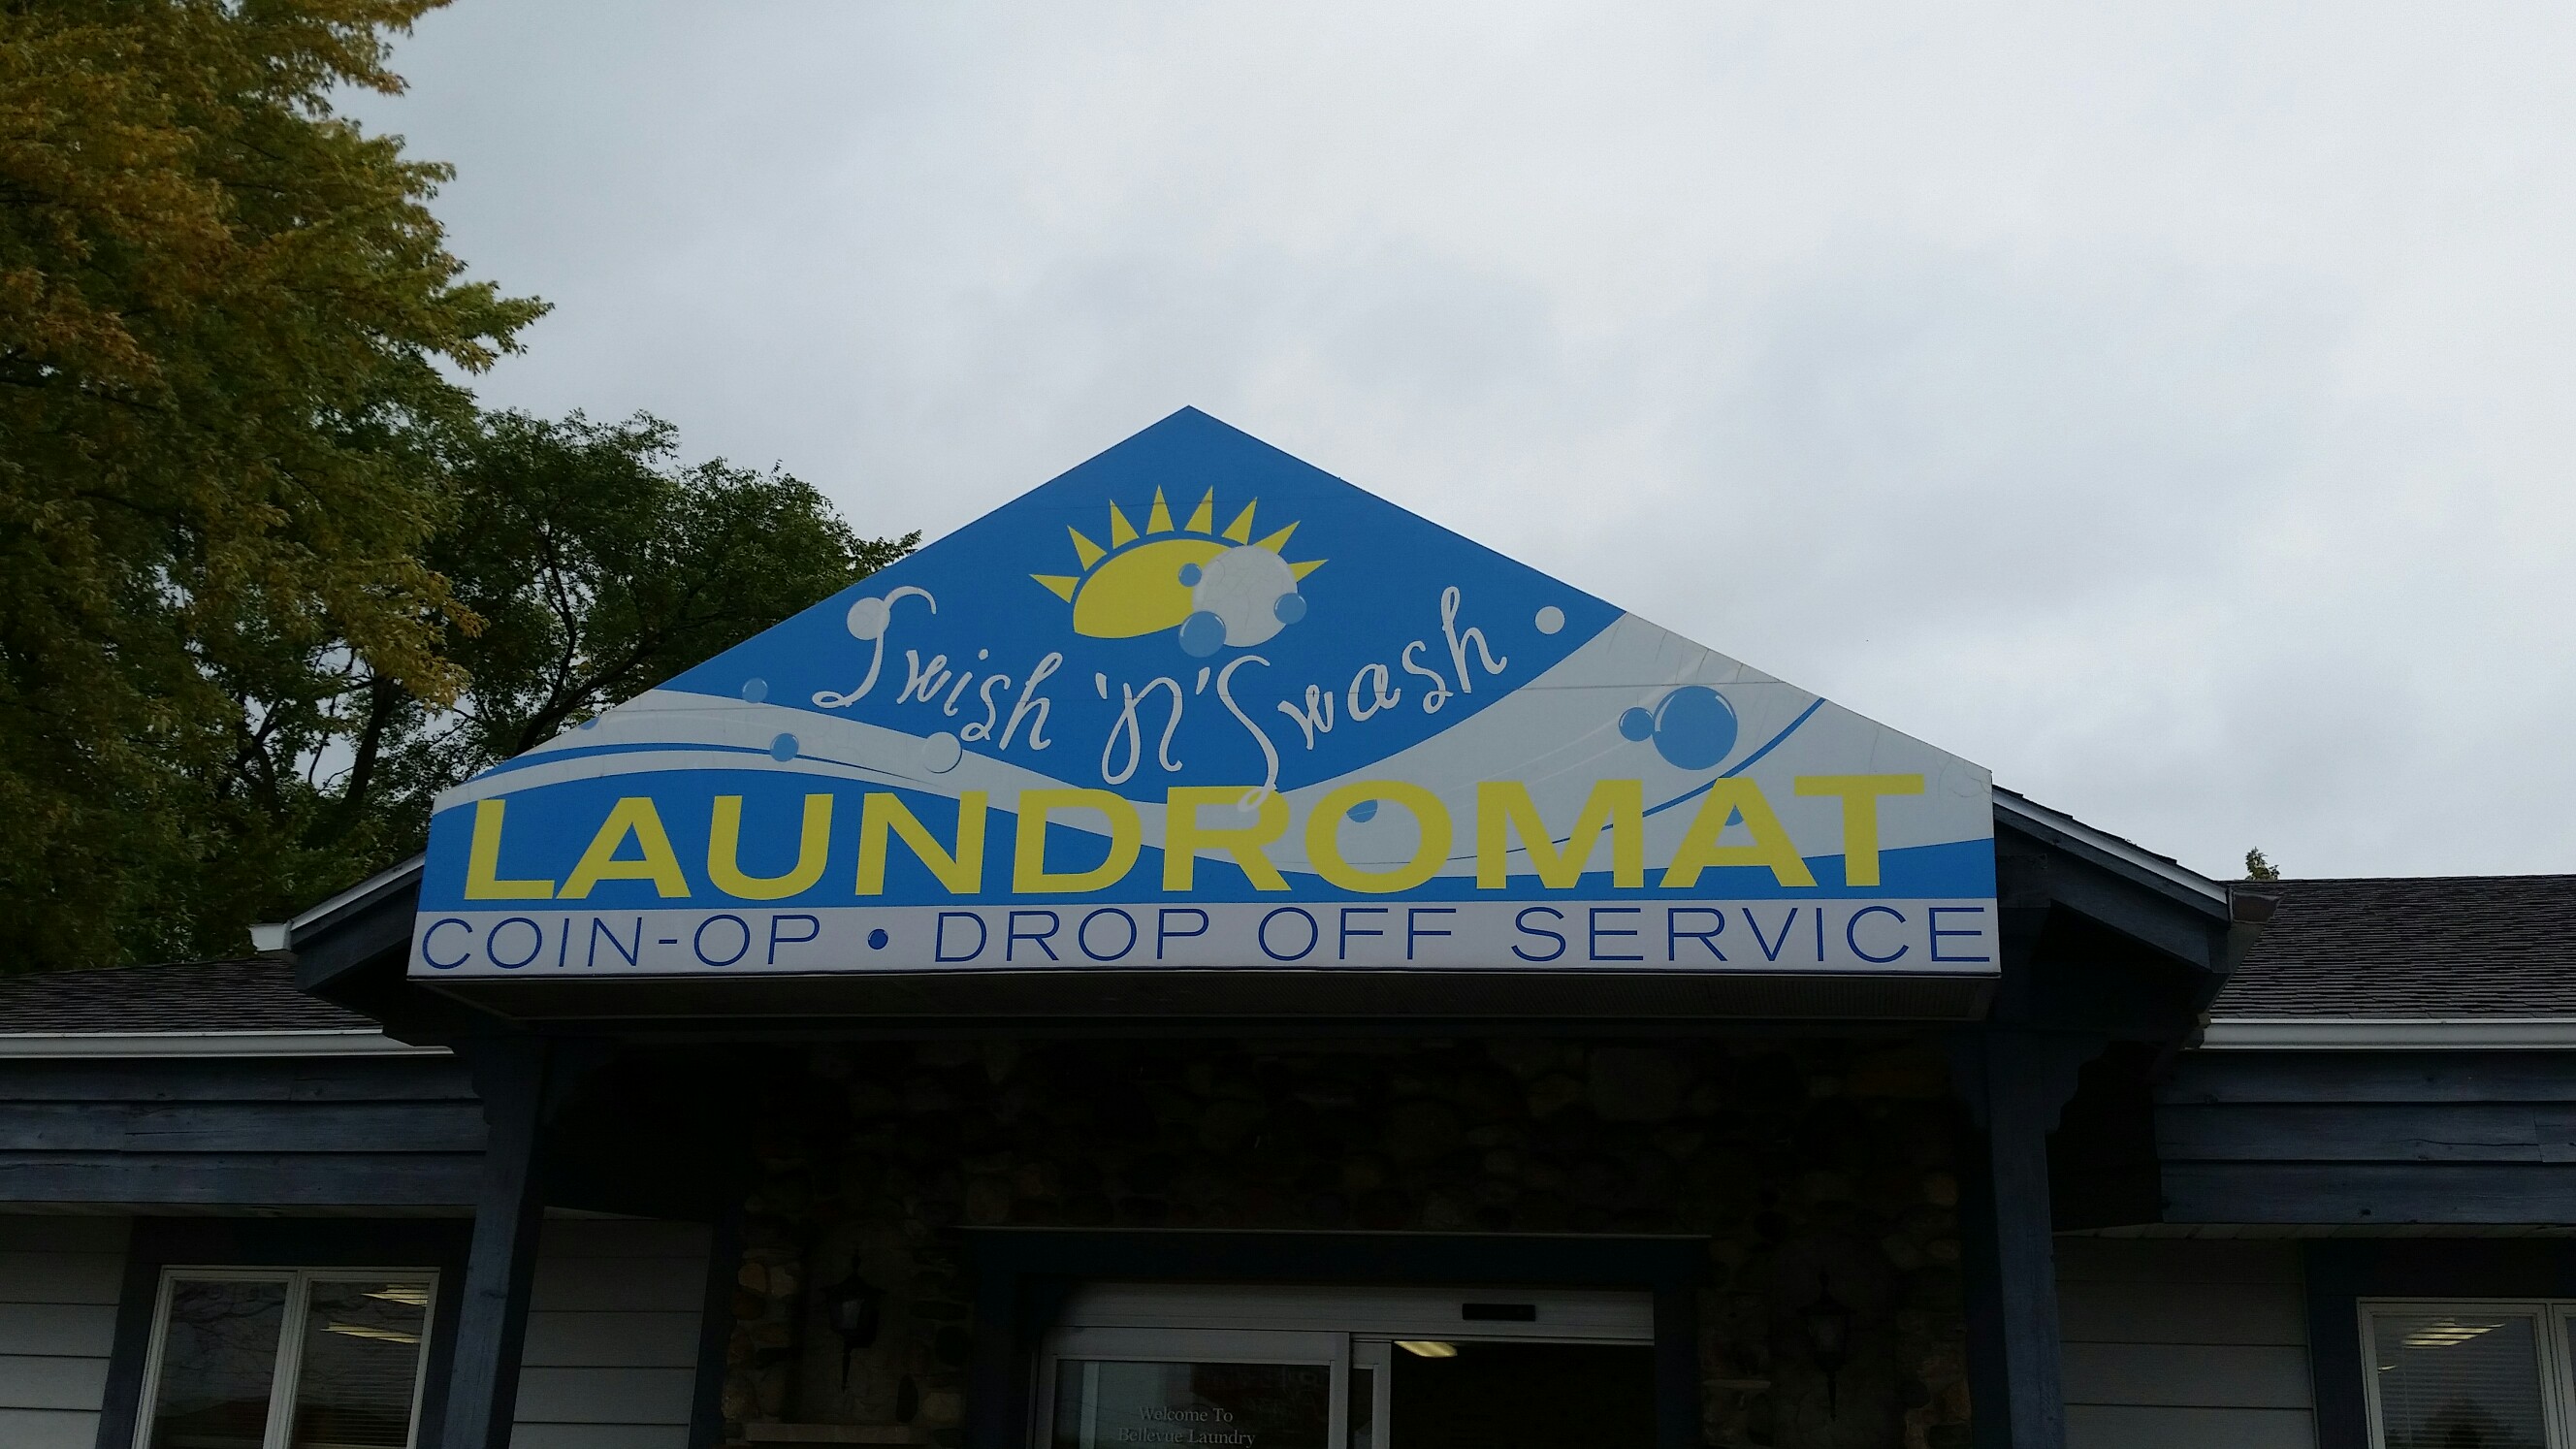 Swish 'n' Swash
LAUNDROMAT
COIN-OP • DROP OFF SERVICE
Welcome To
Bellevue Laundry